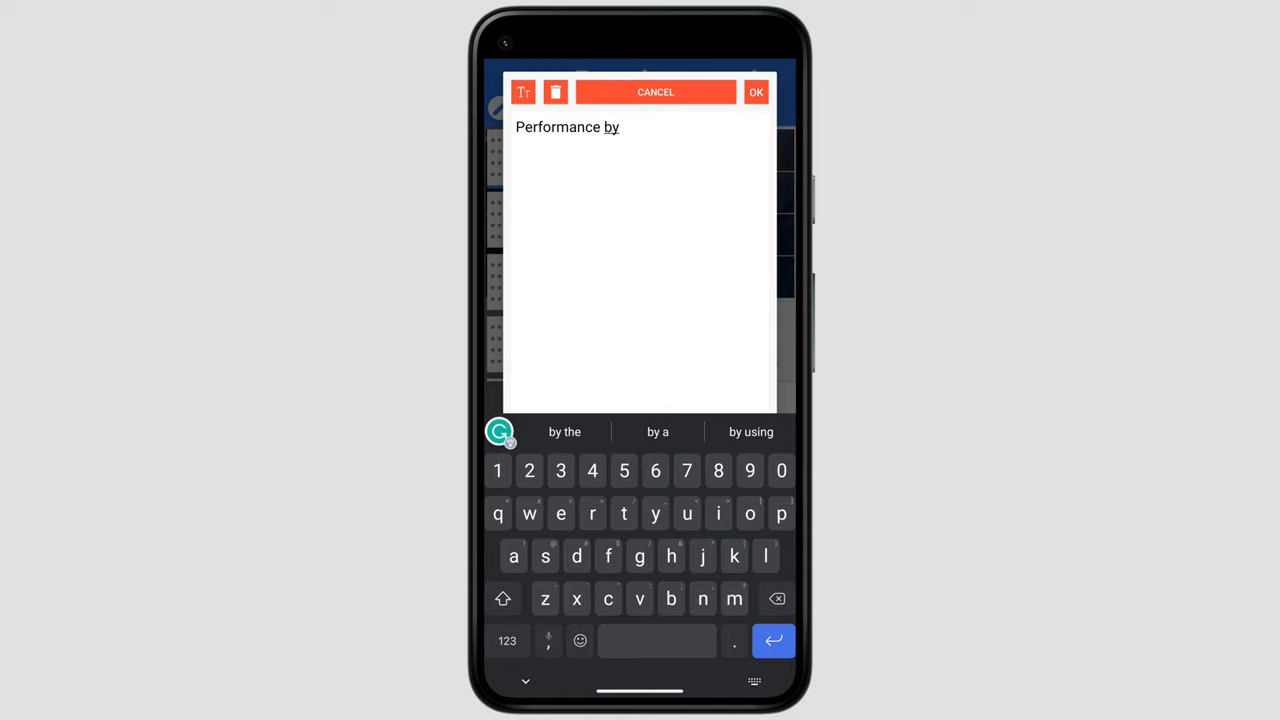 Tт CANCEL OK
Performance by
by the by a by using
1 2 3 4 5 6 7 8 9 0
q w e r t y u i o p
a s d f g h j k l
z x c v b n m
123 , .